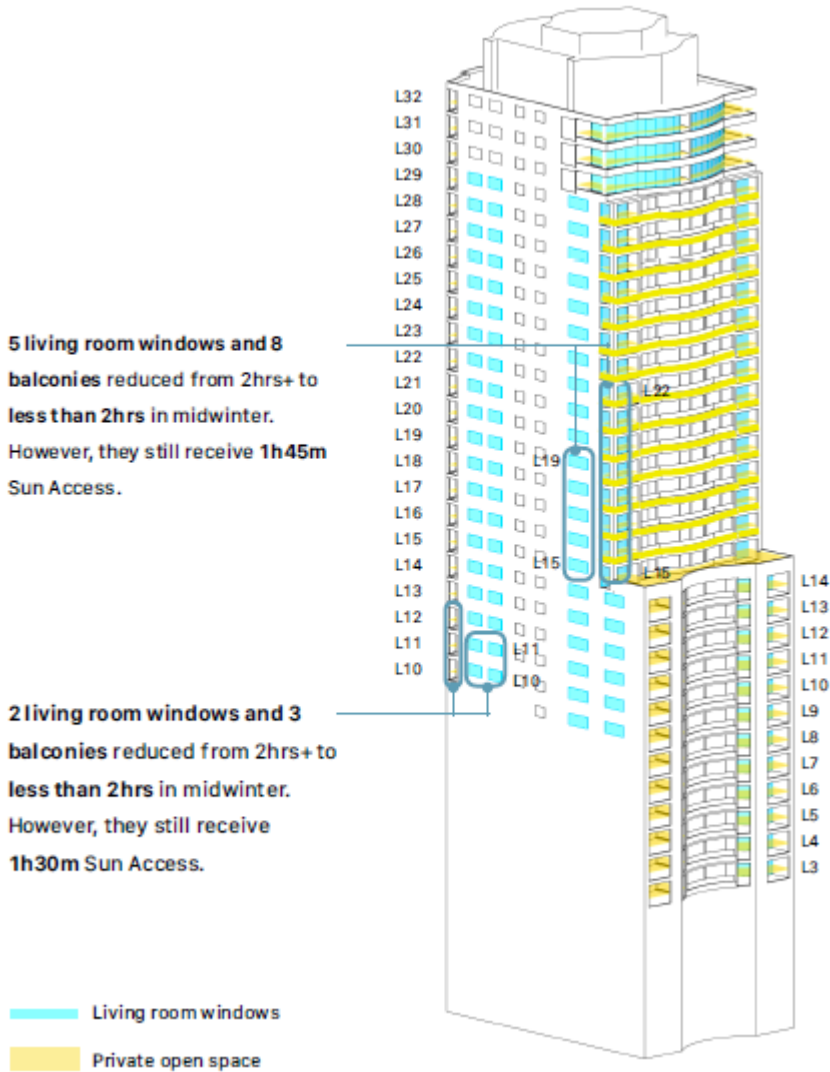 L32
L31
L30
L29
L28
L27
L26
L25
L24
L23
L22
L21
L20
L19
L18
L17
L16
L15
L14
L13
L12
L11
L10
5 living room windows and 8
balconies reduced from 2hrs+ to
less than 2hrs in midwinter.
However, they still receive 1h45m
Sun Access.
L22
L19
L15
L15
L11
L10
2 living room windows and 3
balconies reduced from 2hrs+ to
less than 2hrs in midwinter.
However, they still receive
1h30m Sun Access.
L14
L13
L12
L11
L10
L9
L8
L7
L6
L5
L4
L3
Living room windows
Private open space